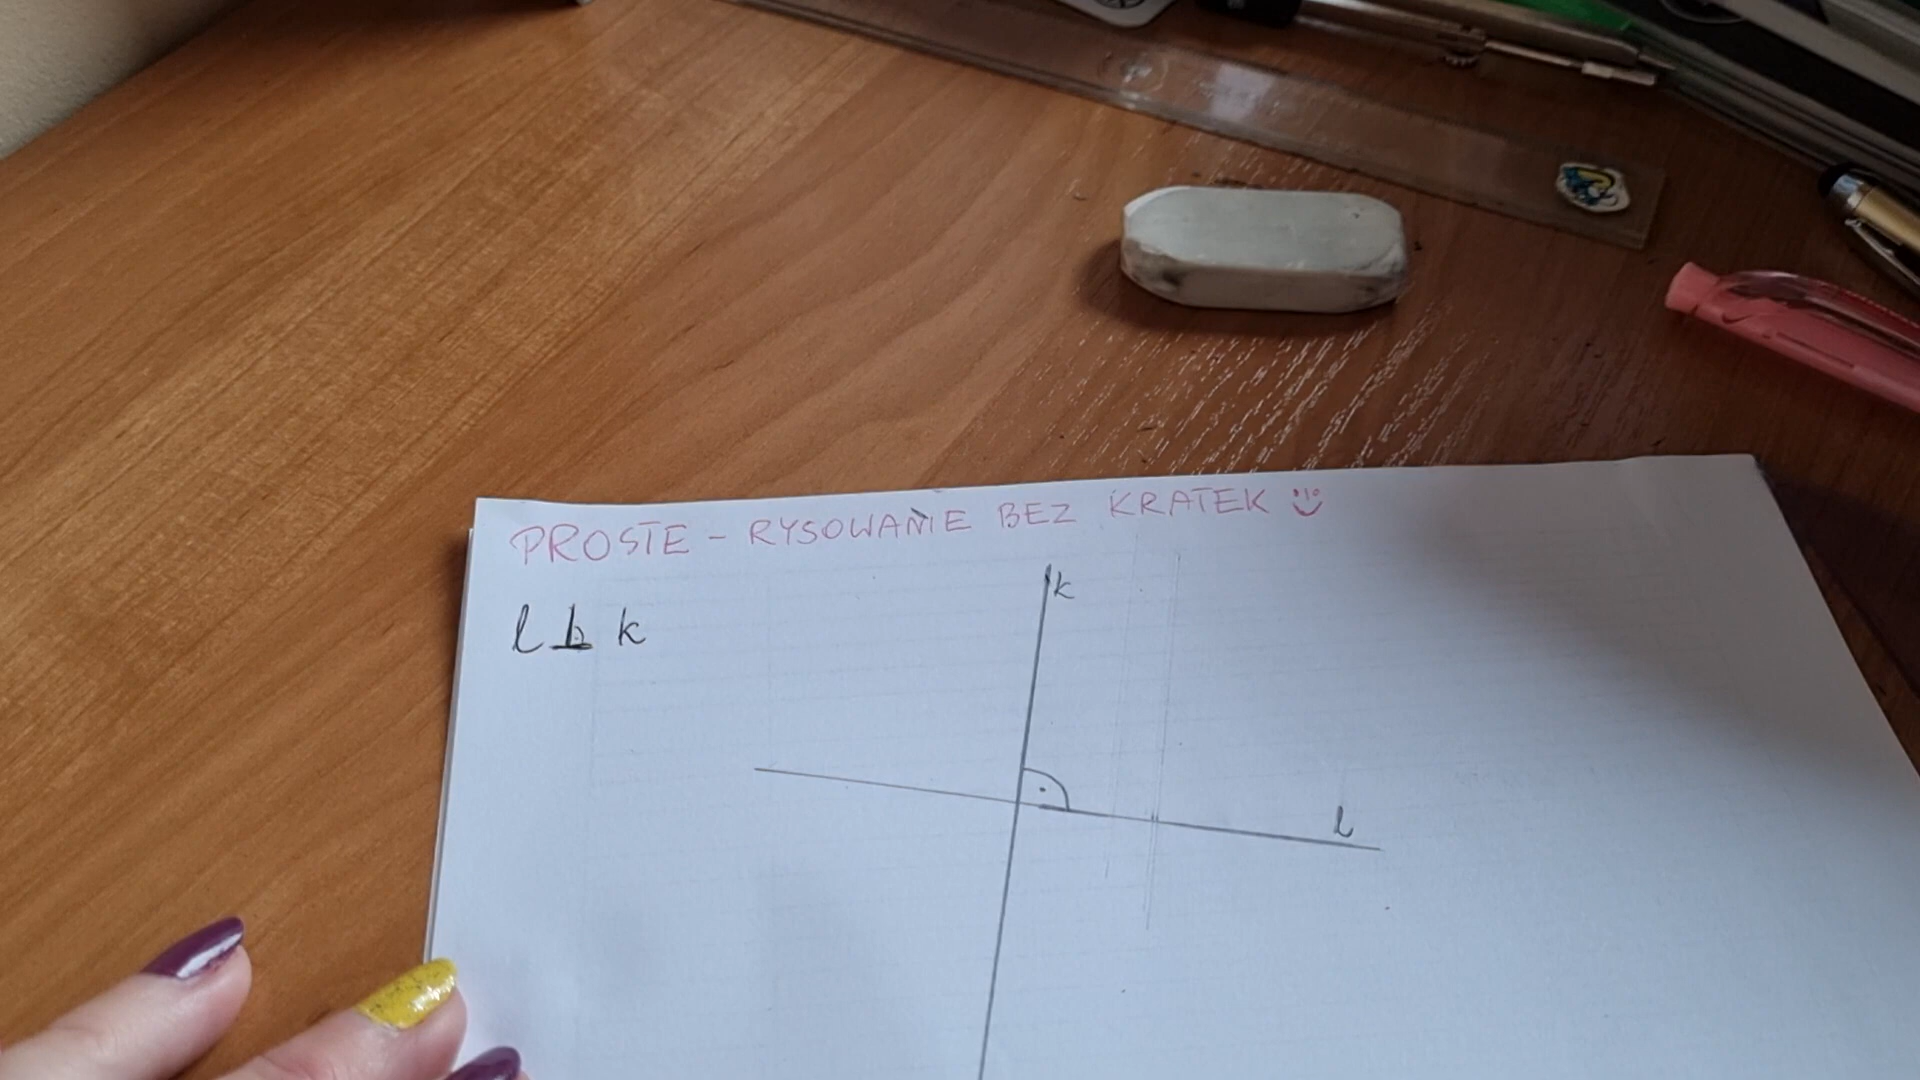 PROSTE - RYSOWANIE BEZ KRATEK
l ⊥ k
k
l